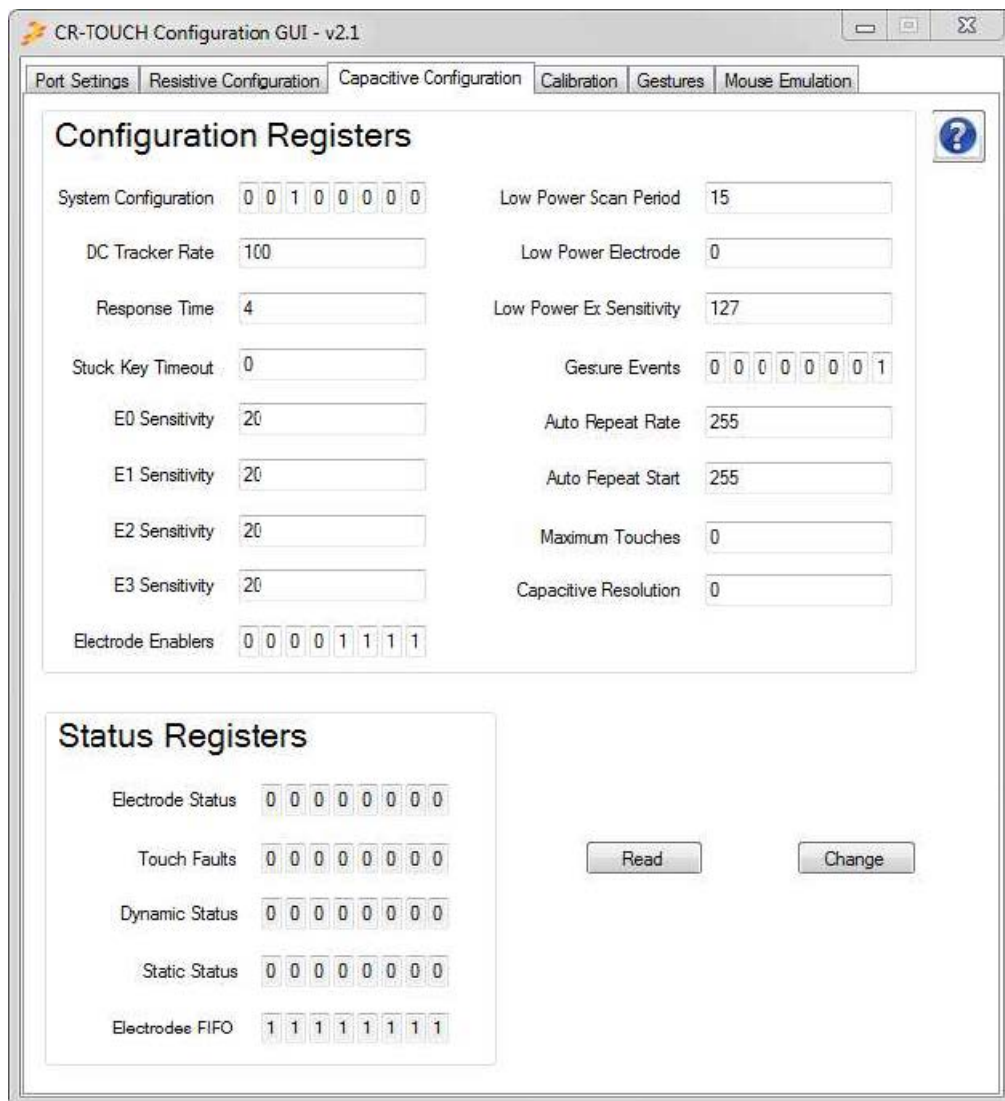 CR-TOUCH Configuration GUI - v2.1
Port Settings Resistive Configuration Capacitive Configuration Calibration Gestures Mouse Emulation
Configuration Registers
System Configuration 0 0 1 0 0 0 0 0
DC Tracker Rate 100
Response Time 4
Stuck Key Timeout 0
E0 Sensitivity 20
E1 Sensitivity 20
E2 Sensitivity 20
E3 Sensitivity 20
Electrode Enablers 0 0 0 0 1 1 1 1
Low Power Scan Period 15
Low Power Electrode 0
Low Power Ex Sensitivity 127
Gesture Events 0 0 0 0 0 0 0 1
Auto Repeat Rate 255
Auto Repeat Start 255
Maximum Touches 0
Capacitive Resolution 0
Status Registers
Electrode Status 0 0 0 0 0 0 0 0
Touch Faults 0 0 0 0 0 0 0 0
Dynamic Status 0 0 0 0 0 0 0 0
Static Status 0 0 0 0 0 0 0 0
Electrodes FIFO 1 1 1 1 1 1 1 1
Read
Change